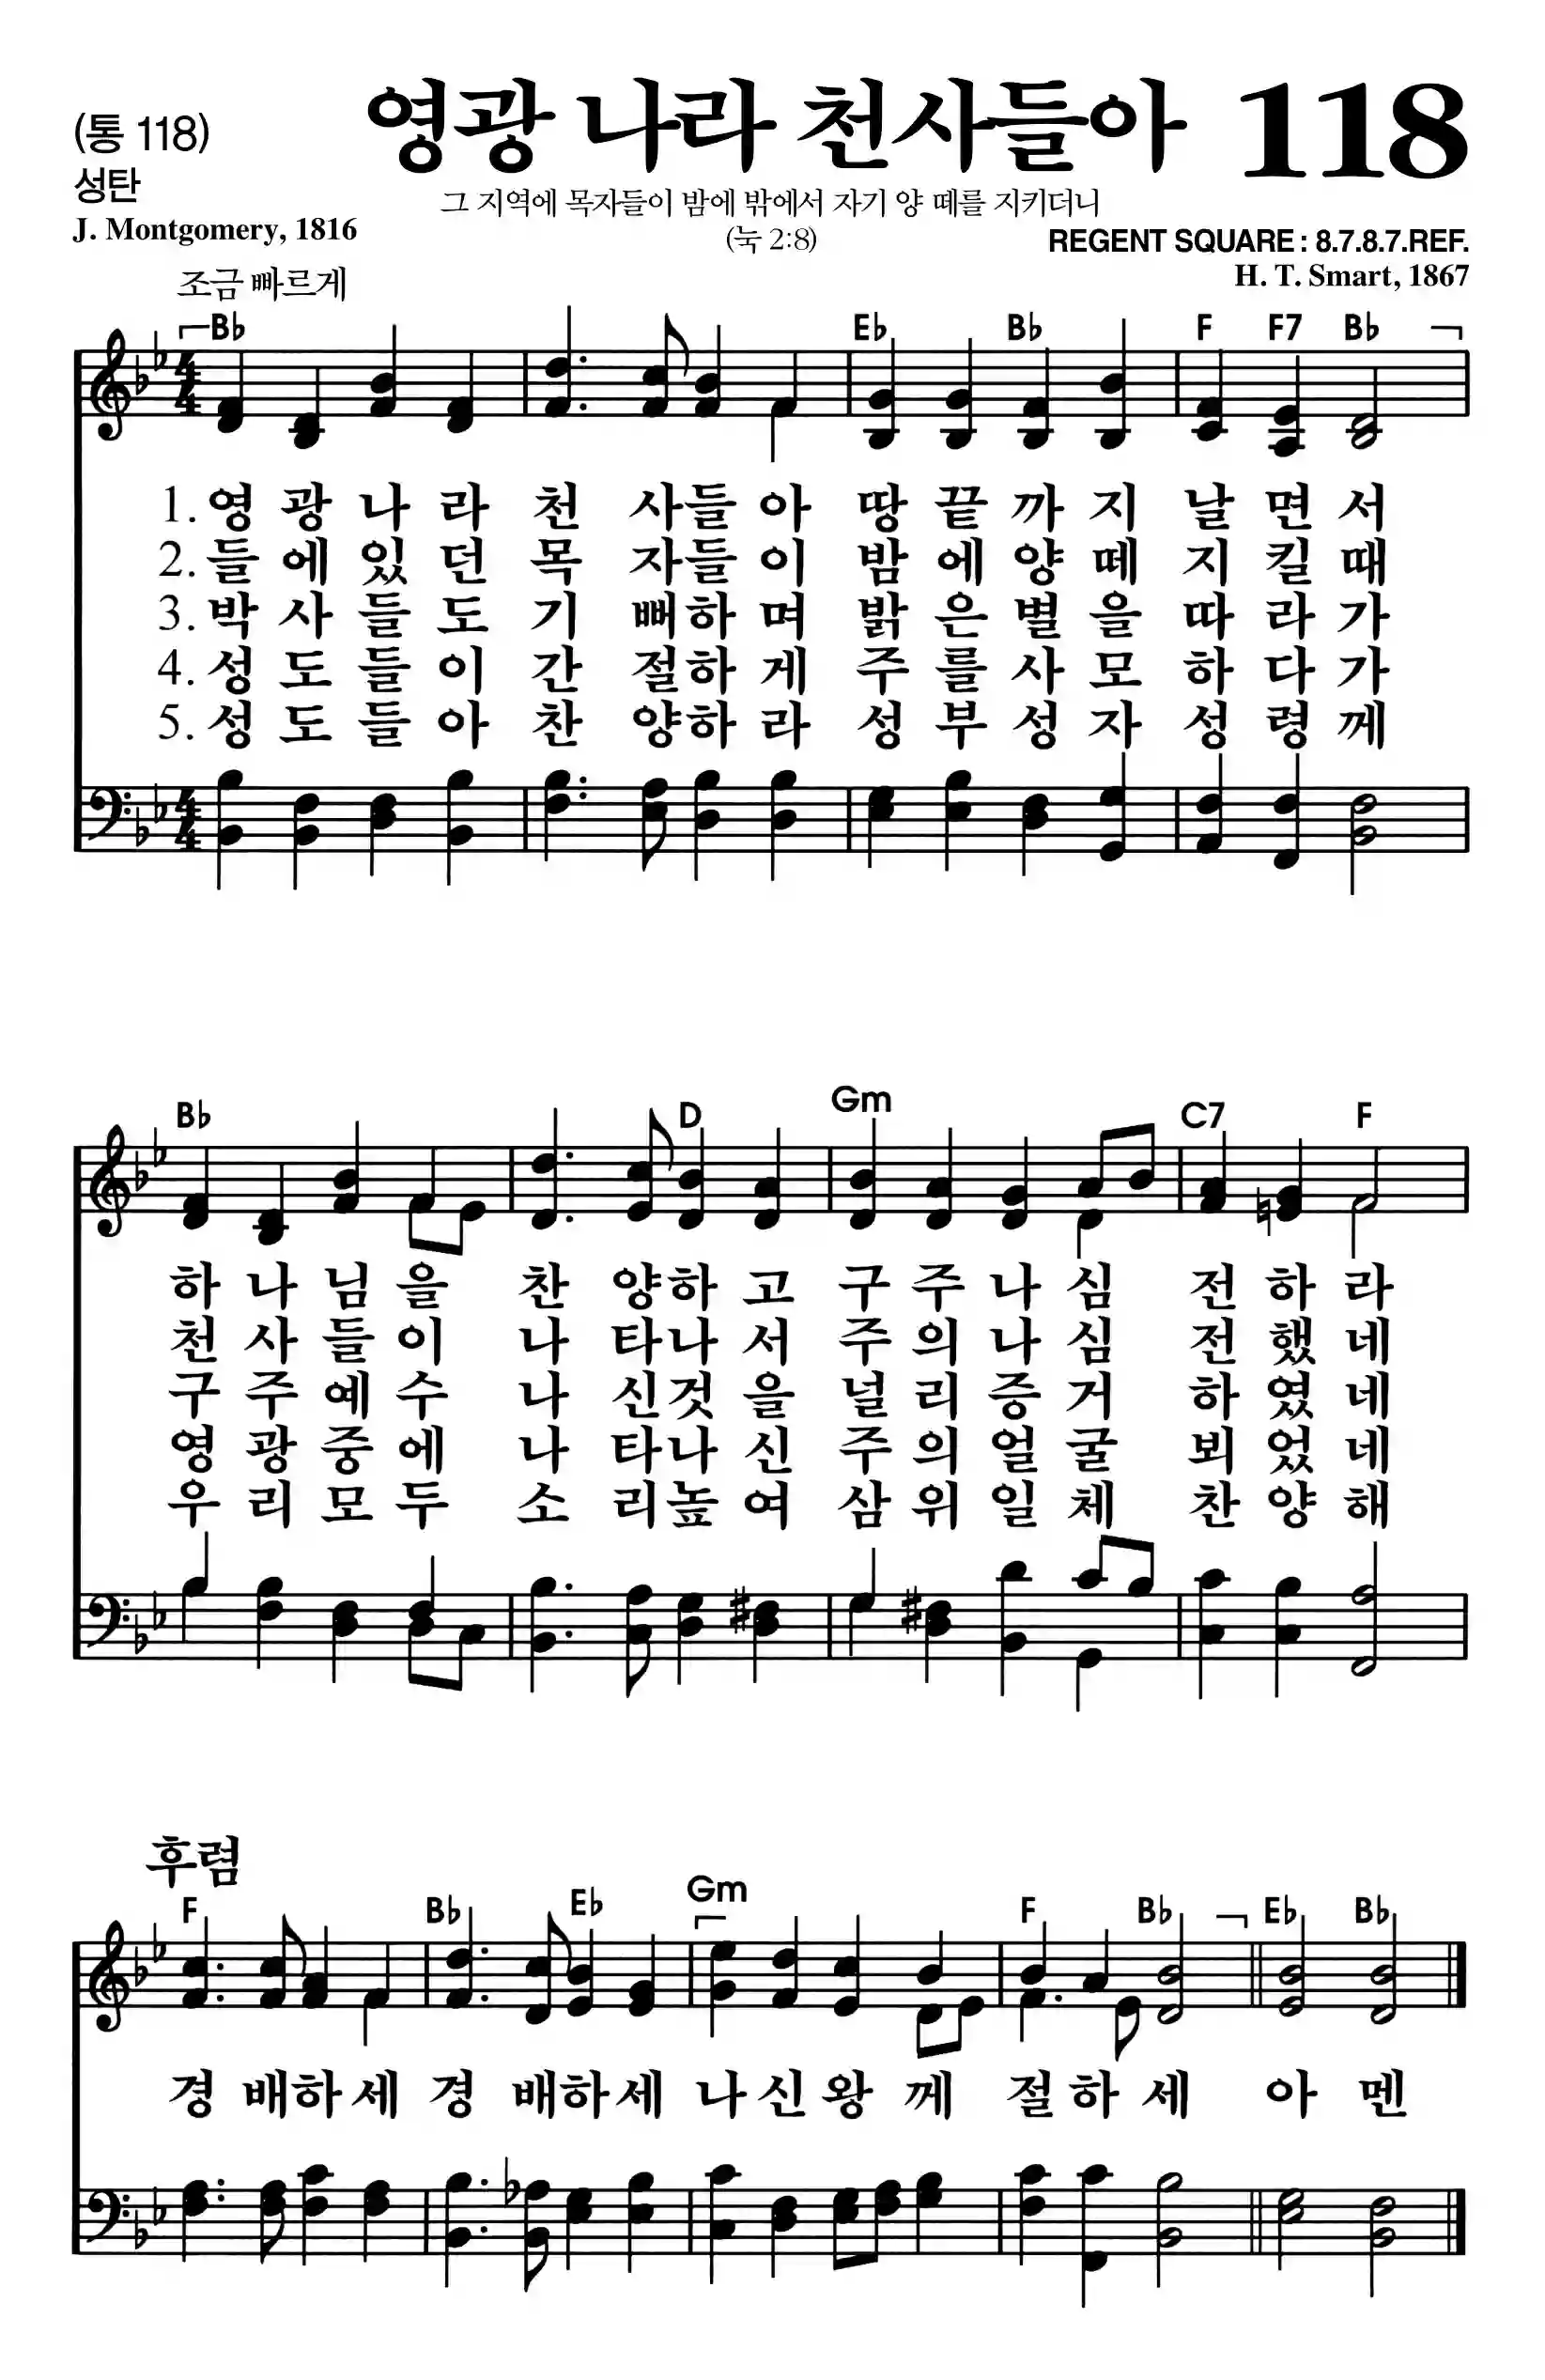 (통 118)
영광 나라 천사들아 118
성탄
그 지역에 목자들이 밤에 밖에서 자기 양 떼를 지키더니
J. Montgomery, 1816
(눅 2:8)
REGENT SQUARE : 8.7.8.7.REF.
H. T. Smart, 1867
조금 빠르게
B♭ E♭ B♭ F F7 B♭
4/4
1. 영 광 나 라 천 사들 아 땅 끝 까 지 날 면 서
2. 들 에 있 던 목 자들 이 밤 에 양 떼 지 킬 때
3. 박 사 들 도 기 뻐하 며 밝 은 별 을 따 라 가
4. 성 도 들 이 간 절하 게 주 를 사 모 하 다 가
5. 성 도 들 아 찬 양하 라 성 부 성 자 성 령 께
4/4
B♭ D Gm C7 F
하 나 님 을 찬 양하 고 구 주 나 심 전 하 라
천 사 들 이 나 타나 서 주 의 나 심 전 했 네
구 주 예 수 나 신것 을 널 리 증 거 하 였 네
영 광 중 에 나 타나 신 주 의 얼 굴 뵈 었 네
우 리 모 두 소 리높 여 삼 위 일 체 찬 양 해
후렴
F B♭ E♭ Gm F B♭ E♭ B♭
경 배하 세 경 배하 세 나 신 왕 께 절 하 세 아 멘